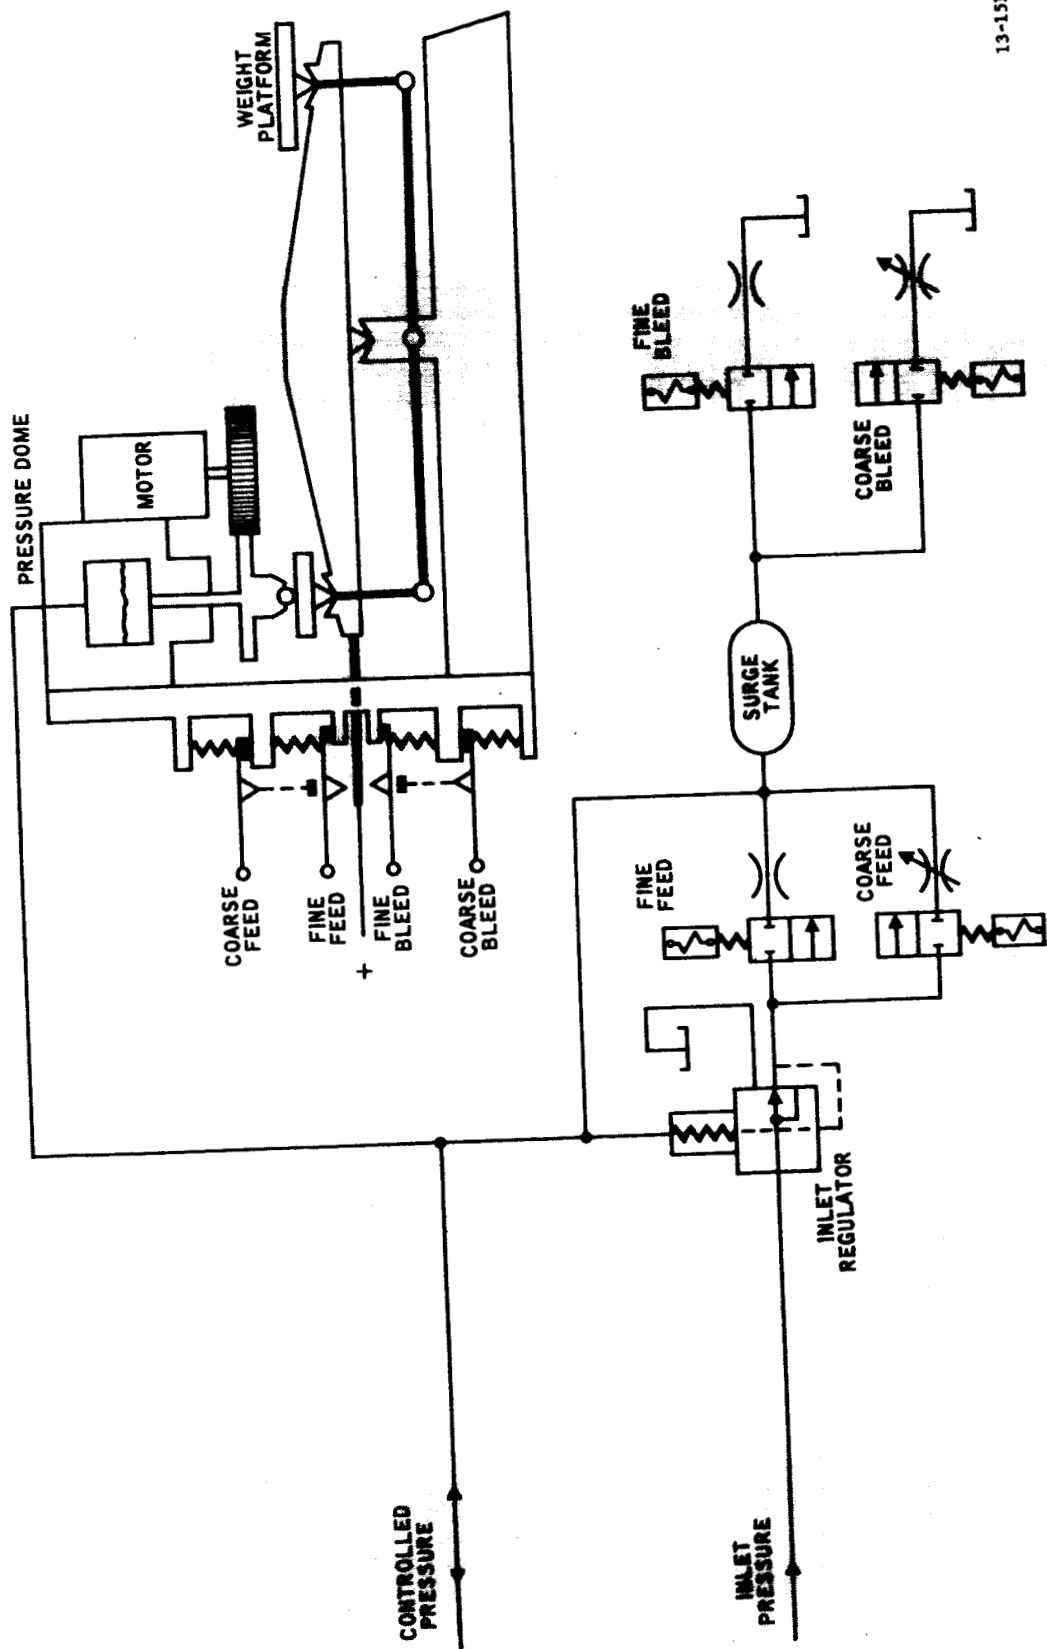 PRESSURE DOME
MOTOR
WEIGHT
PLATFORM
COARSE
FEED
FINE
FEED
+
FINE
BLEED
COARSE
BLEED
CONTROLLED
PRESSURE
INLET
PRESSURE
INLET
REGULATOR
FINE
FEED
COARSE
FEED
SURGE
TANK
FINE
BLEED
COARSE
BLEED